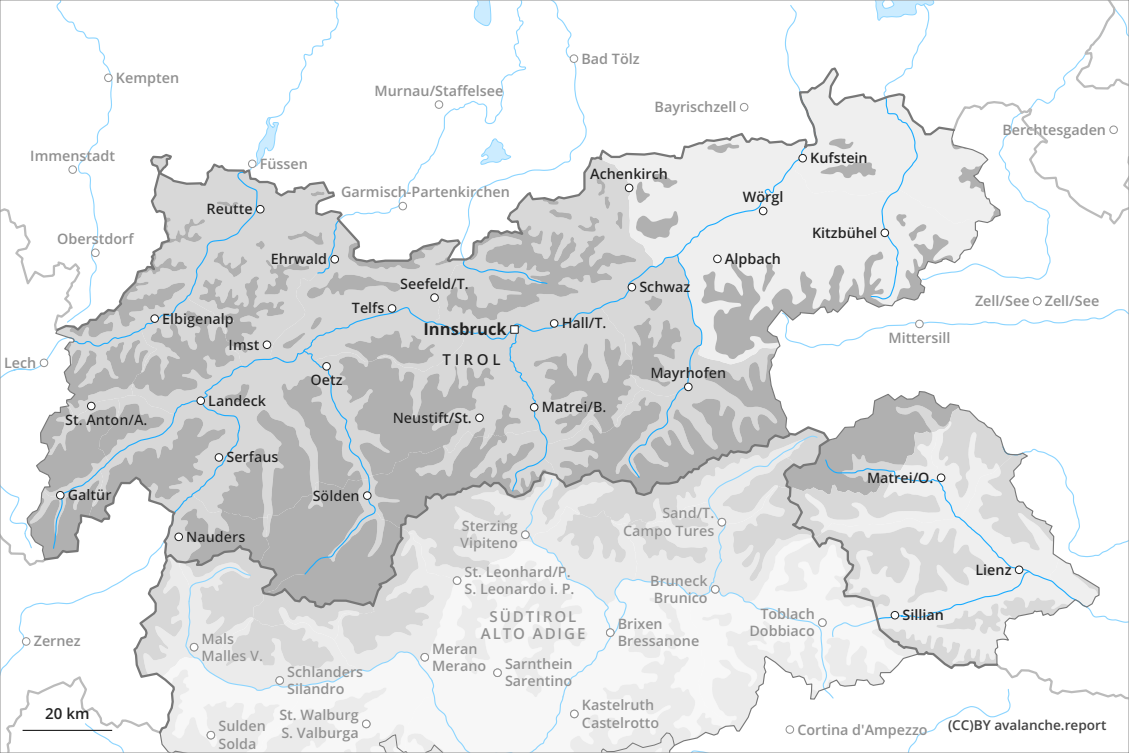 Kempten
Bad Tölz
Murnau/Staffelsee
Bayrischzell
Berchtesgaden
Immenstadt
Füssen
Kufstein
Achenkirch
Garmisch-Partenkirchen
Wörgl
Reutte
Kitzbühel
Oberstdorf
Ehrwald
Alpbach
Seefeld/T.
Schwaz
Zell/See
Zell/See
Telfs
Elbigenalp
Innsbruck
Hall/T.
Mittersill
Imst
TIROL
Lech
Oetz
Mayrhofen
Landeck
St. Anton/A.
Neustift/St.
Matrei/B.
Serfaus
Matrei/O.
Galtür
Sölden
Sand/T.
Campo Tures
Sterzing
Vipiteno
Nauders
St. Leonhard/P.
S. Leonardo i. P.
Bruneck
Brunico
Lienz
SÜDTIROL
ALTO ADIGE
Toblach
Dobbiaco
Sillian
Brixen
Bressanone
Zernez
Mals
Malles V.
Meran
Merano
Sarnthein
Sarentino
Schlanders
Silandro
Kastelruth
Castelrotto
St. Walburg
S. Valburga
20 km
Sulden
Solda
Cortina d'Ampezzo
(CC)BY avalanche.report